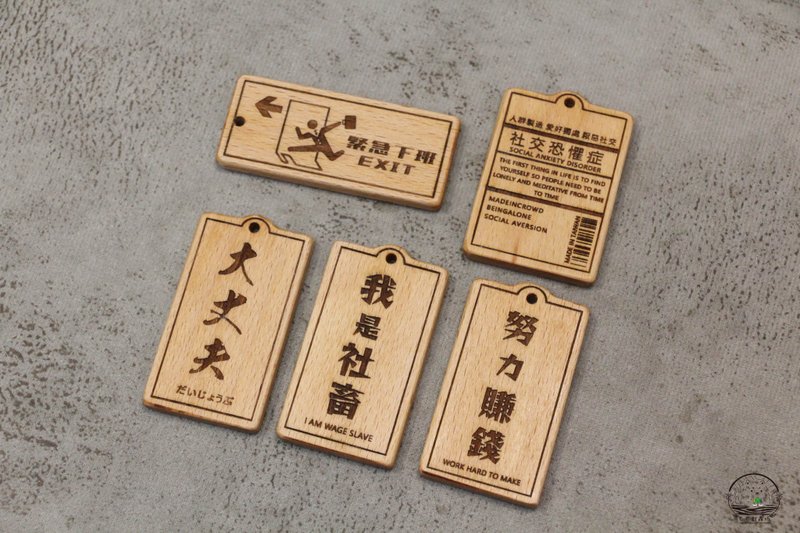 緊急下班
EXIT
人群製造 愛好獨處 厭惡社交
社交恐懼症
SOCIAL ANXIETY DISORDER
THE FIRST THING IN LIFE IS TO FIND
YOURSELF SO PEOPLE NEED TO BE
LONELY AND MEDITATIVE FROM TIME
TO TIME
MADEINCROWD
BEINGALONE
SOCIAL AVERSION
MADE IN TAIWAN
大丈夫
だいじょうぶ
我是社畜
I AM WAGE SLAVE
努力賺錢
WORK HARD TO MAKE